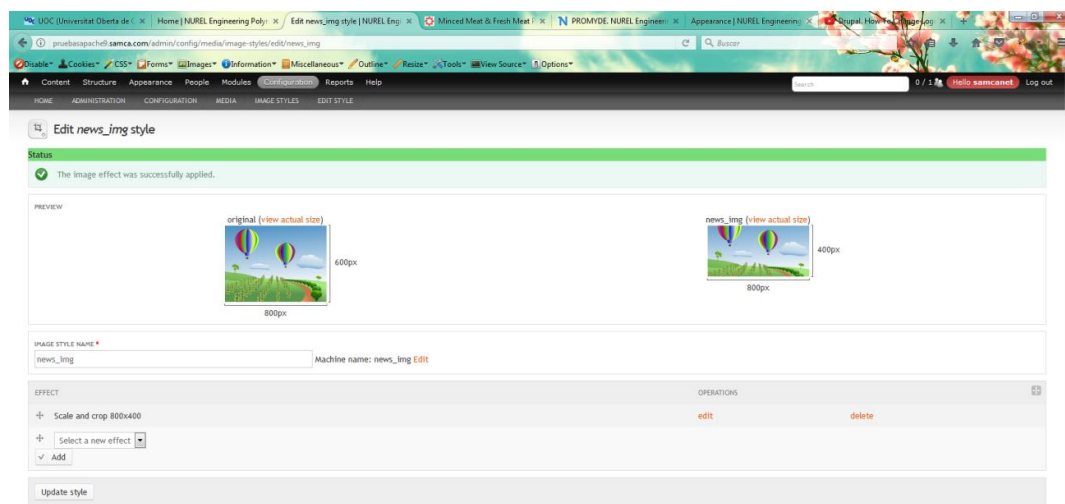 UOC (Universitat Oberta de C
Home | NUREL Engineering Poly
Edit news_img style | NUREL Engi
Minced Meat & Fresh Meat
PROMYDE. NUREL Engineeri
Appearance | NUREL Engineering
Drupal. How To Change Log
pruebasapache9.samca.com/admin/config/media/image-styles/edit/news_img
Buscar
Disable Cookies CSS Forms Images Information Miscellaneous Outline Resize Tools View Source Options
Content Structure Appearance People Modules Configuration Reports Help
Search
0 / 1
Hello samcanet
Log out
HOME ADMINISTRATION CONFIGURATION MEDIA IMAGE STYLES EDIT STYLE
Edit news_img style
Status
The image effect was successfully applied.
PREVIEW
original (view actual size)
600px
800px
news_img (view actual size)
400px
800px
IMAGE STYLE NAME *
news_img
Machine name: news_img Edit
EFFECT OPERATIONS
Scale and crop 800x400 edit delete
Select a new effect
Add
Update style